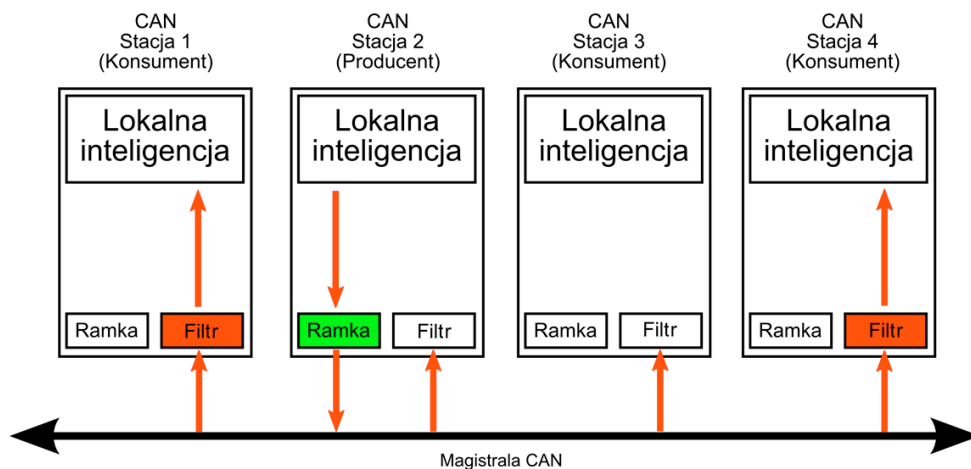 CAN
Stacja 1
(Konsument)
CAN
Stacja 2
(Producent)
CAN
Stacja 3
(Konsument)
CAN
Stacja 4
(Konsument)
Lokalna
inteligencja
Lokalna
inteligencja
Lokalna
inteligencja
Lokalna
inteligencja
Ramka
Filtr
Ramka
Filtr
Ramka
Filtr
Ramka
Filtr
Magistrala CAN